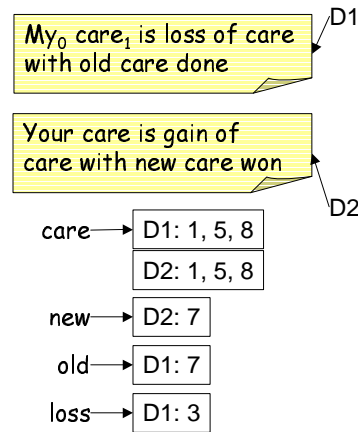 My₀ care₁ is loss of care
with old care done
D1
Your care is gain of
care with new care won
D2
care D1: 1, 5, 8
D2: 1, 5, 8
new D2: 7
old D1: 7
loss D1: 3